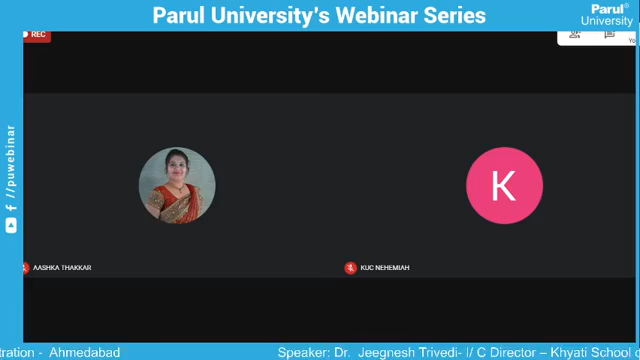 Parul University's Webinar Series
Parul®
University
REC
Yo
//puwebinar
K
AASHKA THAKKAR
KUC NEHEMIAH
tration - Ahmedabad
Speaker: Dr. Jeegnesh Trivedi- I/ C Director – Khyati School o